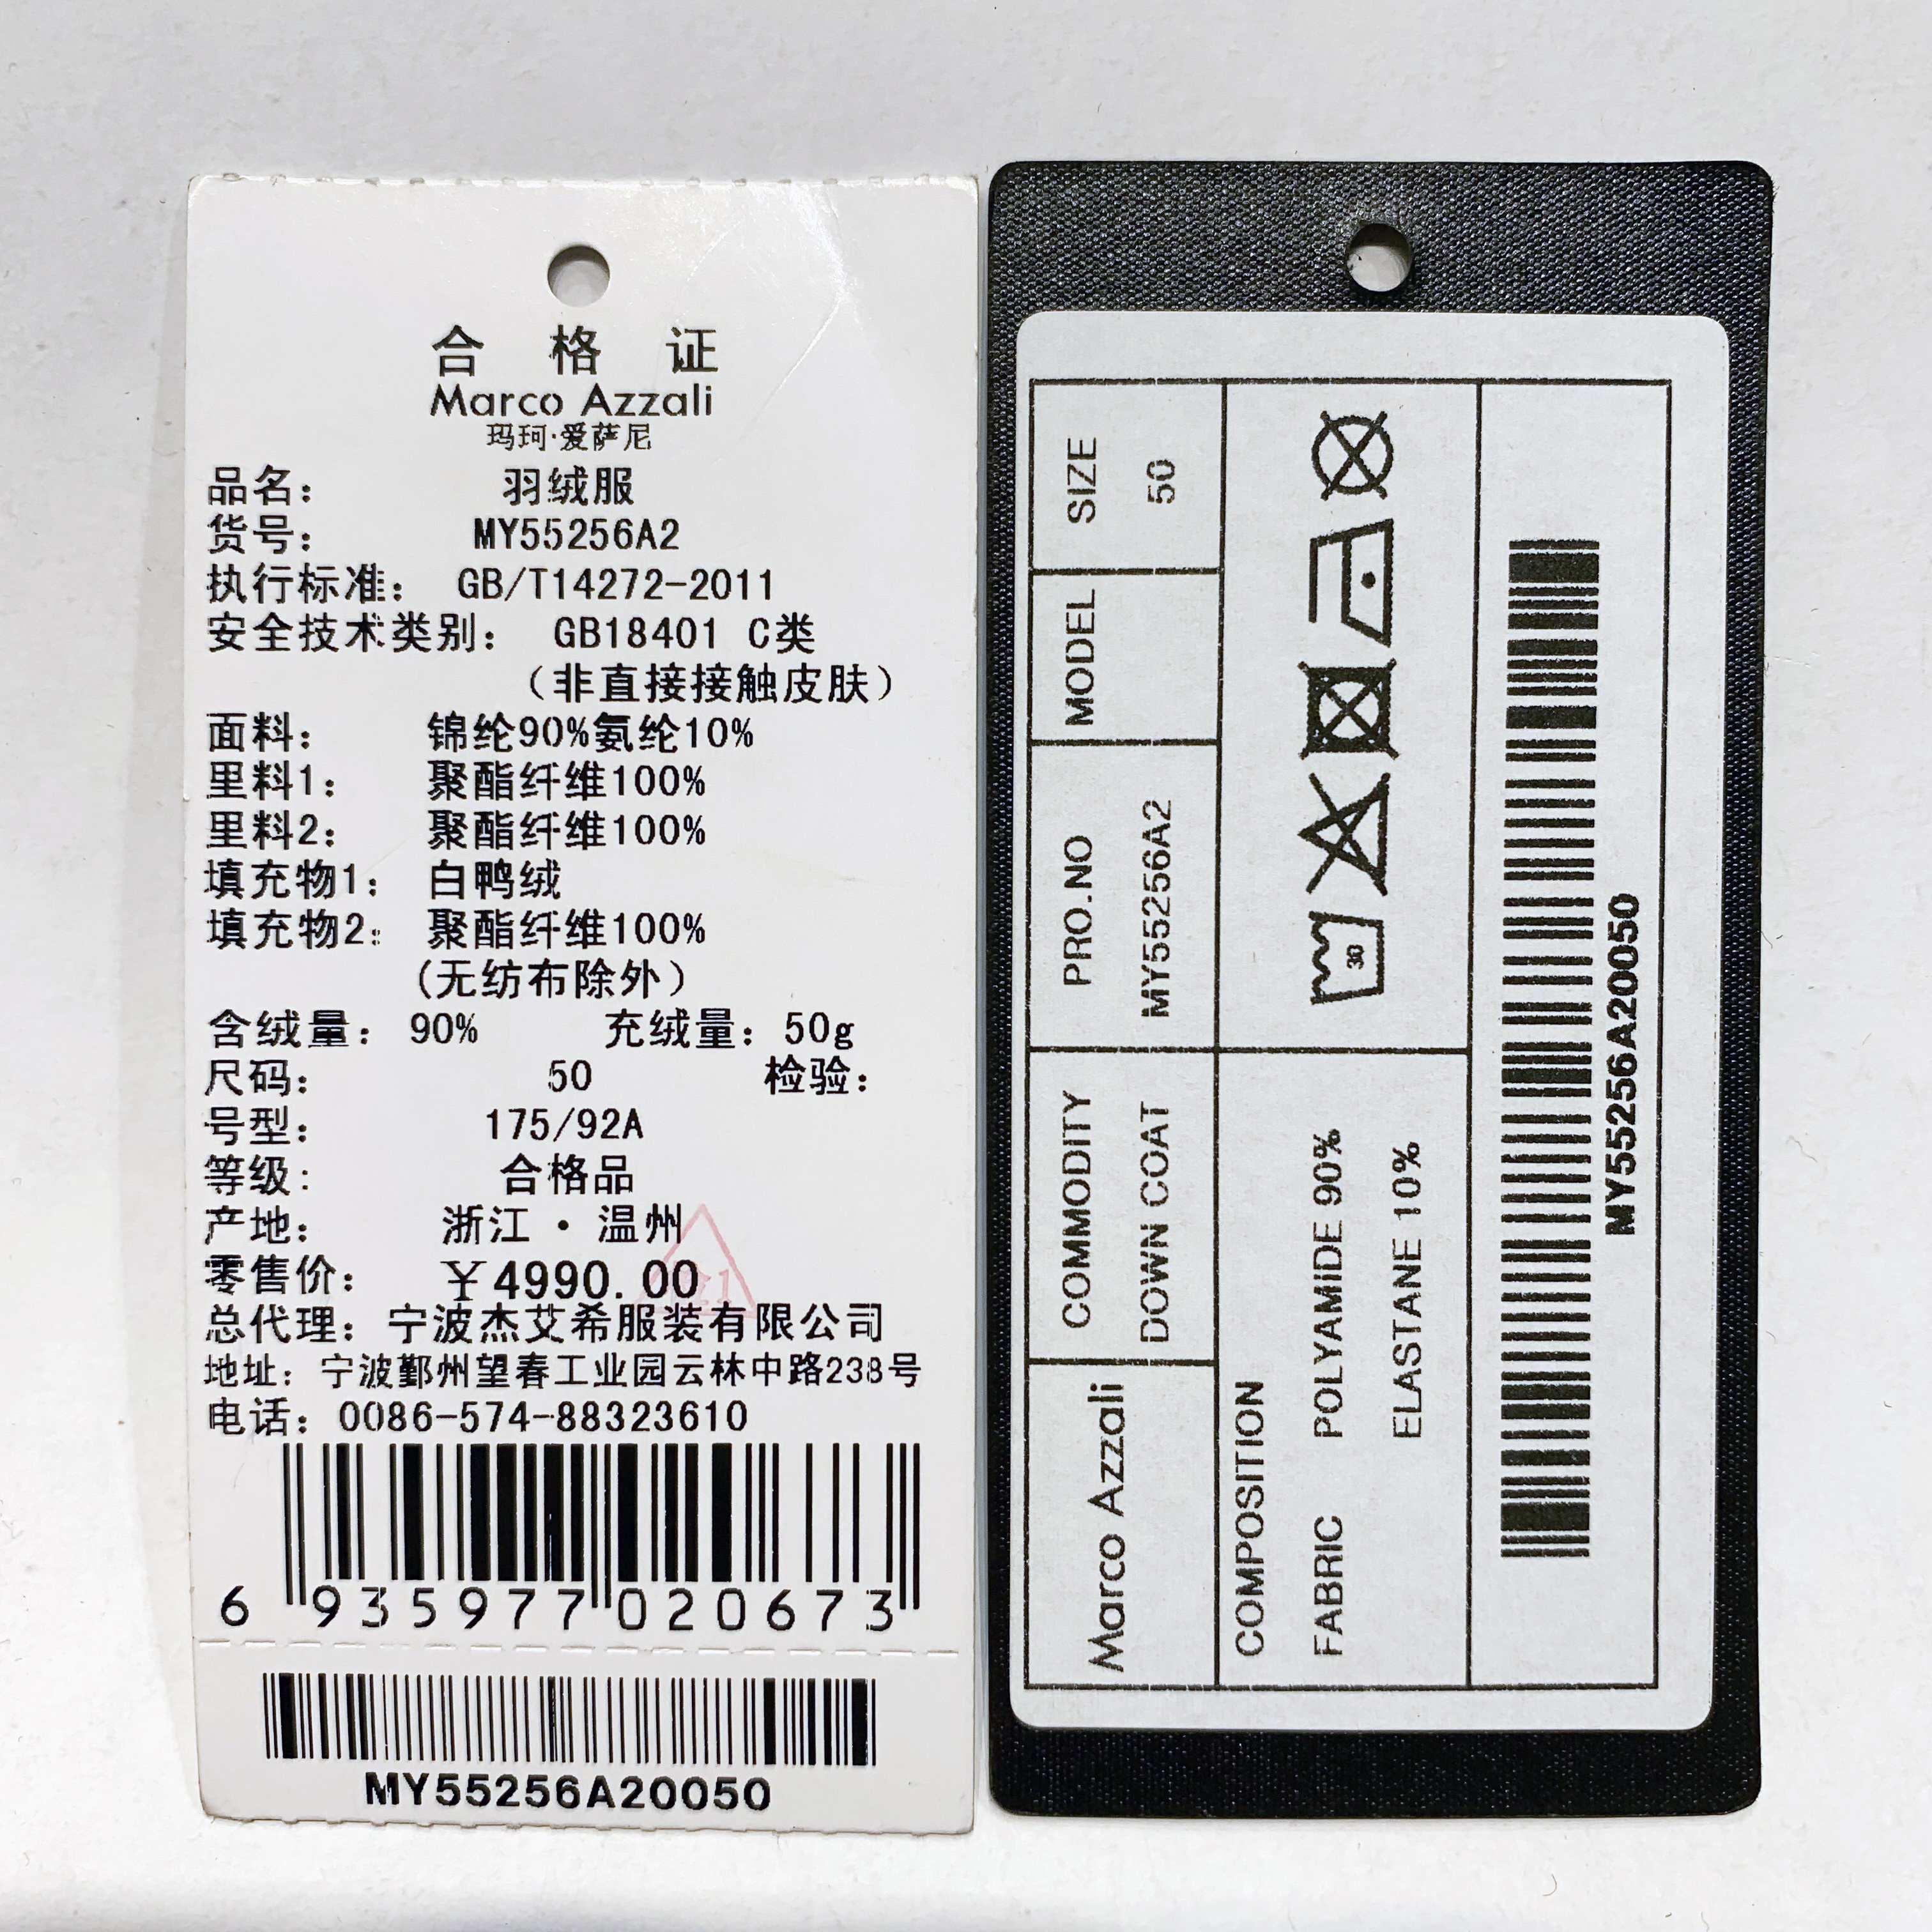 合格证
Marco Azzali
玛珂·爱萨尼
品名： 羽绒服
货号： MY55256A2
执行标准： GB/T14272-2011
安全技术类别： GB18401 C类
（非直接接触皮肤）
面料： 锦纶90%氨纶10%
里料1： 聚酯纤维100%
里料2： 聚酯纤维100%
填充物1： 白鸭绒
填充物2： 聚酯纤维100%
(无纺布除外）
含绒量： 90% 充绒量： 50g
尺码： 50 检验：
号型： 175/92A
等级： 合格品
产地： 浙江·温州
零售价： ￥4990.00
总代理：宁波杰艾希服装有限公司
地址：宁波鄞州望春工业园云林中路238号
电话：0086-574-88323610
6 935977 020673
MY55256A20050
Marco Azzali
COMMODITY
DOWN COAT
PRO.NO
MY55256A2
MODEL
SIZE
50
COMPOSITION
FABRIC POLYAMIDE 90%
ELASTANE 10%
30
MY55256A20050